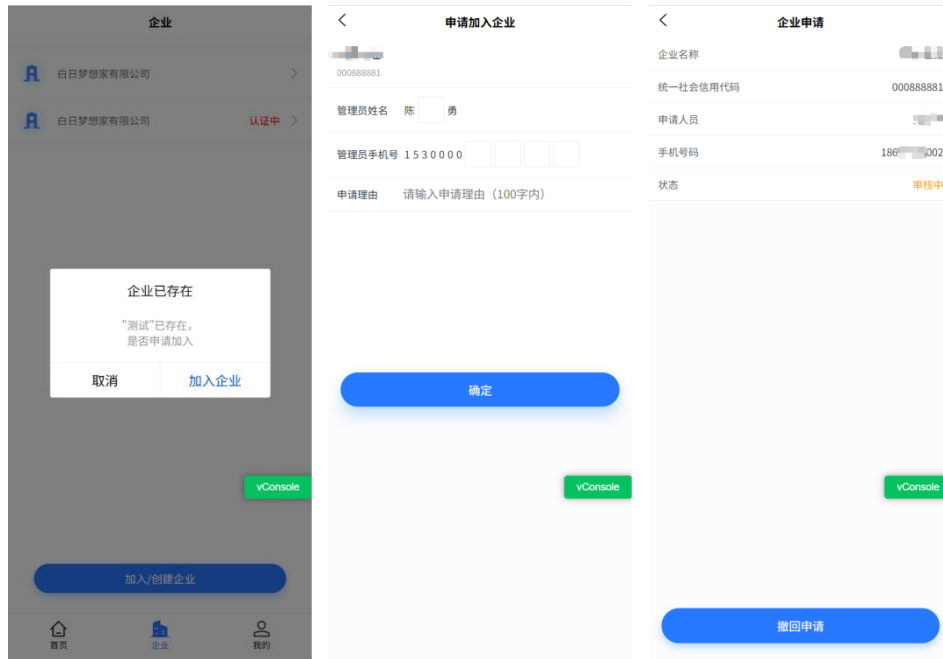 企业
白日梦想家有限公司
白日梦想家有限公司 认证中
企业已存在
"测试"已存在，
是否申请加入
取消 加入企业
vConsole
加入/创建企业
首页 企业 我的
申请加入企业
000888881
管理员姓名 陈 勇
管理员手机号 1530000
申请理由 请输入申请理由（100字内）
确定
vConsole
企业申请
企业名称
统一社会信用代码 000888881
申请人员
手机号码 186 002
状态 审核中
vConsole
撤回申请